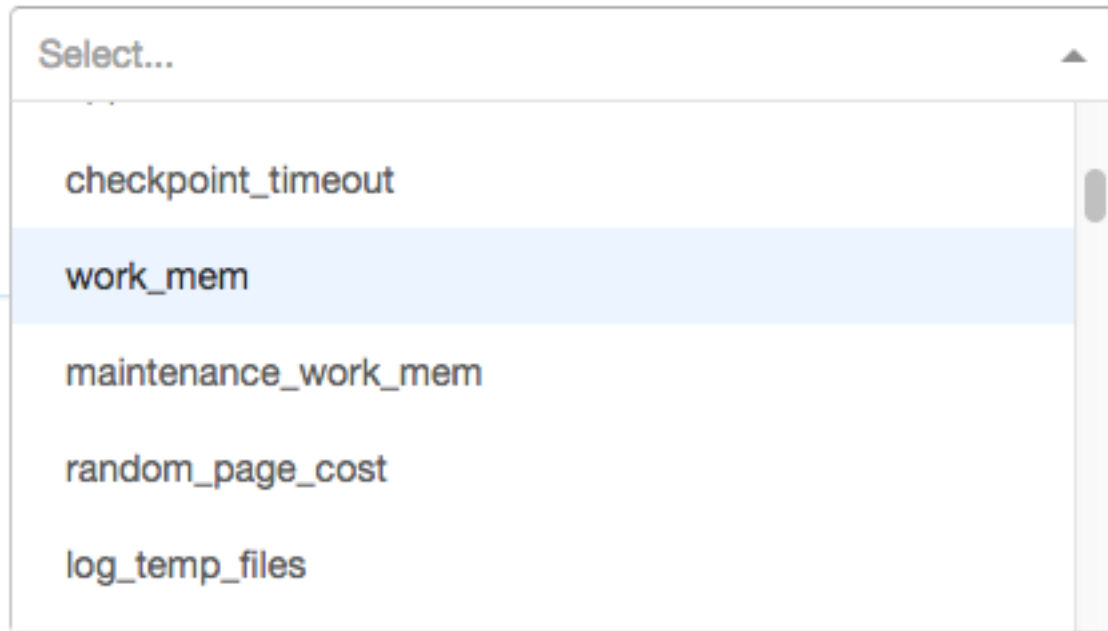 Select...
checkpoint_timeout
work_mem
maintenance_work_mem
random_page_cost
log_temp_files